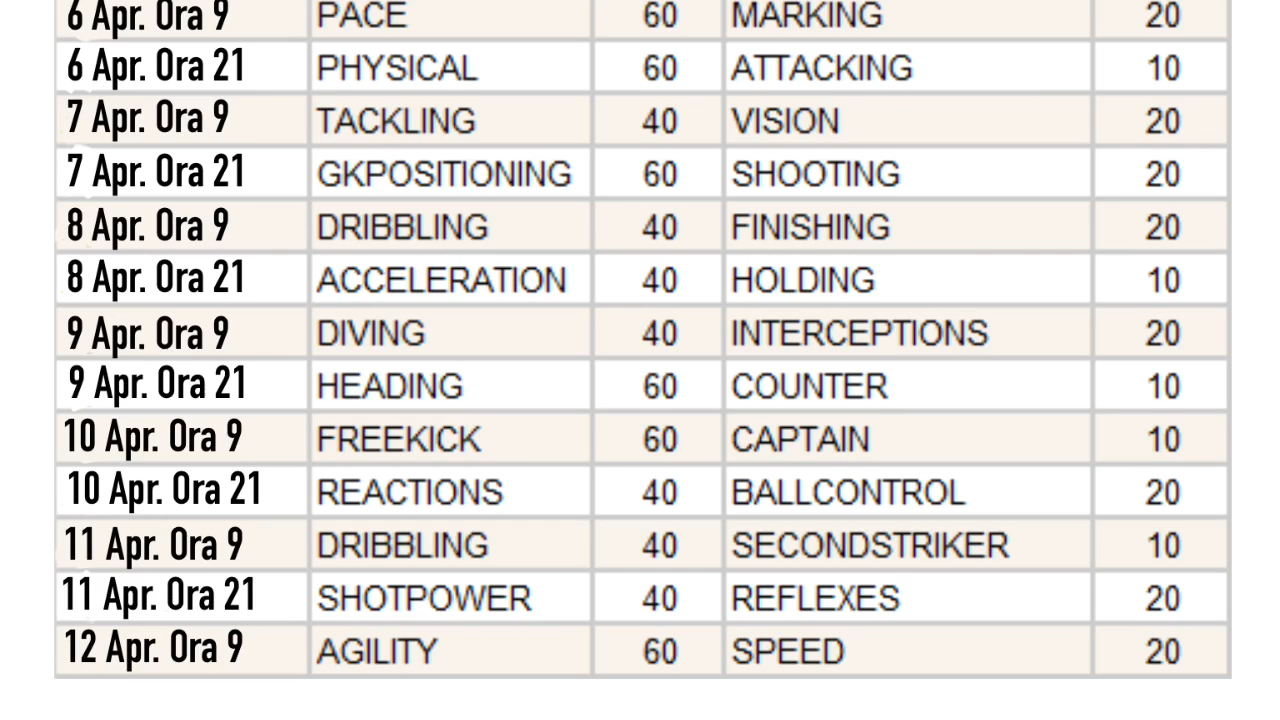 6 Apr. Ora 9 PACE 60 MARKING 20
6 Apr. Ora 21 PHYSICAL 60 ATTACKING 10
7 Apr. Ora 9 TACKLING 40 VISION 20
7 Apr. Ora 21 GKPOSITIONING 60 SHOOTING 20
8 Apr. Ora 9 DRIBBLING 40 FINISHING 20
8 Apr. Ora 21 ACCELERATION 40 HOLDING 10
9 Apr. Ora 9 DIVING 40 INTERCEPTIONS 20
9 Apr. Ora 21 HEADING 60 COUNTER 10
10 Apr. Ora 9 FREEKICK 60 CAPTAIN 10
10 Apr. Ora 21 REACTIONS 40 BALLCONTROL 20
11 Apr. Ora 9 DRIBBLING 40 SECONDSTRIKER 10
11 Apr. Ora 21 SHOTPOWER 40 REFLEXES 20
12 Apr. Ora 9 AGILITY 60 SPEED 20